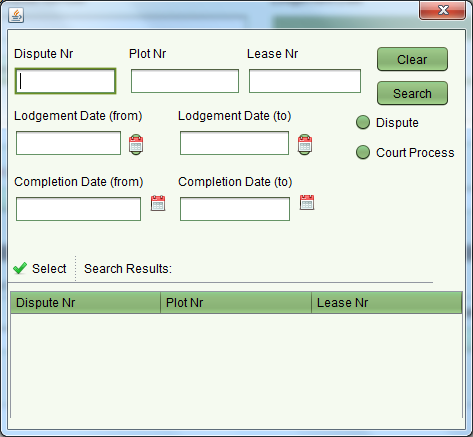 Dispute Nr Plot Nr Lease Nr
Clear
Search
Lodgement Date (from) Lodgement Date (to)
Dispute
Court Process
Completion Date (from) Completion Date (to)
Select Search Results:
Dispute Nr Plot Nr Lease Nr